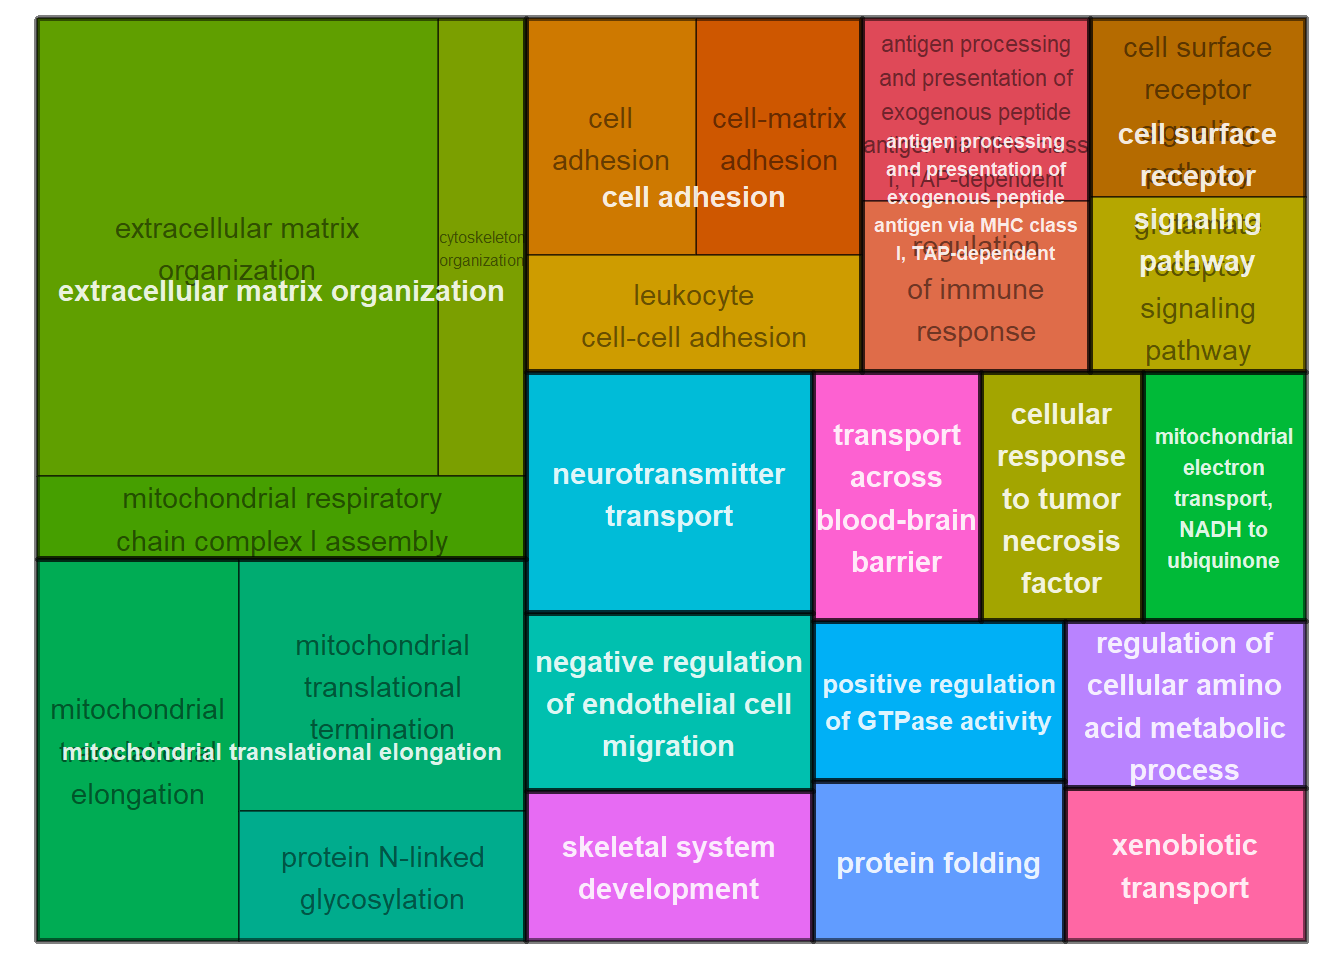 extracellular matrix
organization
extracellular matrix organization
cytoskeleton
organization
mitochondrial respiratory
chain complex I assembly
mitochondrial
translational
elongation
mitochondrial translational elongation
mitochondrial
translational
termination
protein N-linked
glycosylation
cell
adhesion
cell-matrix
adhesion
cell adhesion
leukocyte
cell-cell adhesion
antigen processing
and presentation of
exogenous peptide
antigen via MHC class
I, TAP-dependent
antigen processing
and presentation of
exogenous peptide
antigen via MHC class
I, TAP-dependent
regulation
of immune
response
cell surface
receptor
signaling
pathway
cell surface
receptor
signaling
pathway
glutamate
receptor
signaling
pathway
neurotransmitter
transport
transport
across
blood-brain
barrier
cellular
response
to tumor
necrosis
factor
mitochondrial
electron
transport,
NADH to
ubiquinone
negative regulation
of endothelial cell
migration
positive regulation
of GTPase activity
regulation of
cellular amino
acid metabolic
process
skeletal system
development
protein folding
xenobiotic
transport